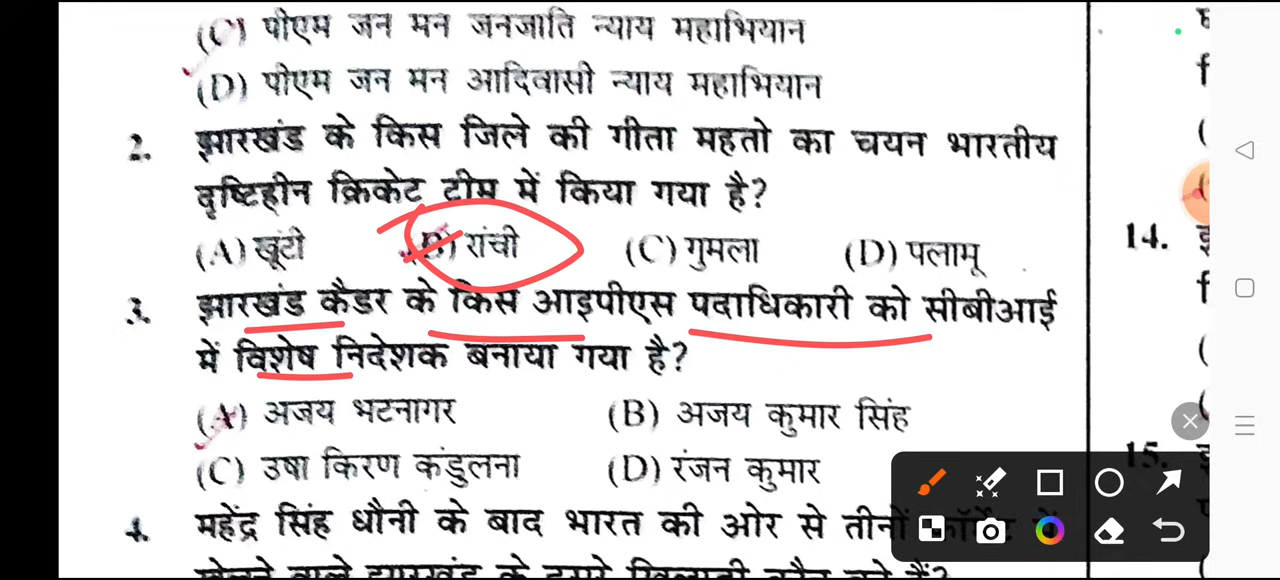 (C) पीएम जन मन जनजाति न्याय महाभियान
(D) पीएम जन मन आदिवासी न्याय महाभियान
2. झारखंड के किस जिले की गीता महतो का चयन भारतीय
दृष्टिहीन क्रिकेट टीम में किया गया है?
(A) खूंटी (B) रांची (C) गुमला (D) पलामू
3. झारखंड कैडर के किस आइपीएस पदाधिकारी को सीबीआई
में विशेष निदेशक बनाया गया है?
(A) अजय भटनागर (B) अजय कुमार सिंह
(C) उषा किरण कंडुलना (D) रंजन कुमार
4. महेंद्र सिंह धौनी के बाद भारत की ओर से तीनों
14.
15.